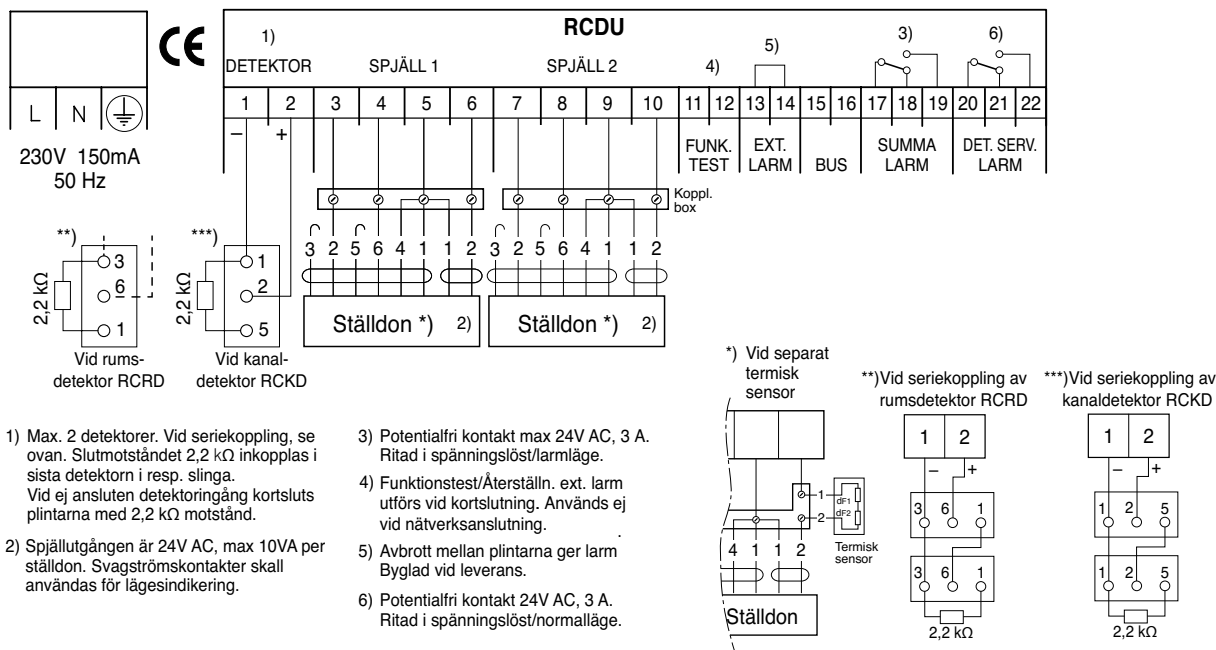 RCDU
1)
3)
6)
5)
4)
DETEKTOR SPJÄLL 1 SPJÄLL 2
1 2 3 4 5 6 7 8 9 10 11 12 13 14 15 16 17 18 19 20 21 22
L N
CE
− +
FUNK. TEST
EXT. LARM
BUS
SUMMA LARM
DET. SERV. LARM
230V 150mA
50 Hz
Koppl.
box
**)
3
6
1
2,2 kΩ
Vid rums-
detektor RCRD
***)
1
2
5
2,2 kΩ
Vid kanal-
detektor RCKD
3 2 5 6 4 1 1 2
Ställdon *) 2)
3 2 5 6 4 1 1 2
Ställdon *) 2)
1) Max. 2 detektorer. Vid seriekoppling, se
ovan. Slutmotståndet 2,2 kΩ inkopplas i
sista detektorn i resp. slinga.
Vid ej ansluten detektoringång kortsluts
plintarna med 2,2 kΩ motstånd.
2) Spjällutgången är 24V AC, max 10VA per
ställdon. Svagströmskontakter skall
användas för lägesindikering.
3) Potentialfri kontakt max 24V AC, 3 A.
Ritad i spänningslöst/larmläge.
4) Funktionstest/Återställn. ext. larm
utförs vid kortslutning. Används ej
vid nätverksanslutning.
5) Avbrott mellan plintarna ger larm
Byglad vid leverans.
6) Potentialfri kontakt 24V AC, 3 A.
Ritad i spänningslöst/normalläge.
*) Vid separat
termisk
sensor
1
dF1
dF2
2
4 1 1 2
Termisk
sensor
Ställdon
**)Vid seriekoppling av
rumsdetektor RCRD
1 2
− +
3 6 1
3 6 1
2,2 kΩ
***)Vid seriekoppling av
kanaldetektor RCKD
1 2
− +
1 2 5
1 2 5
2,2 kΩ